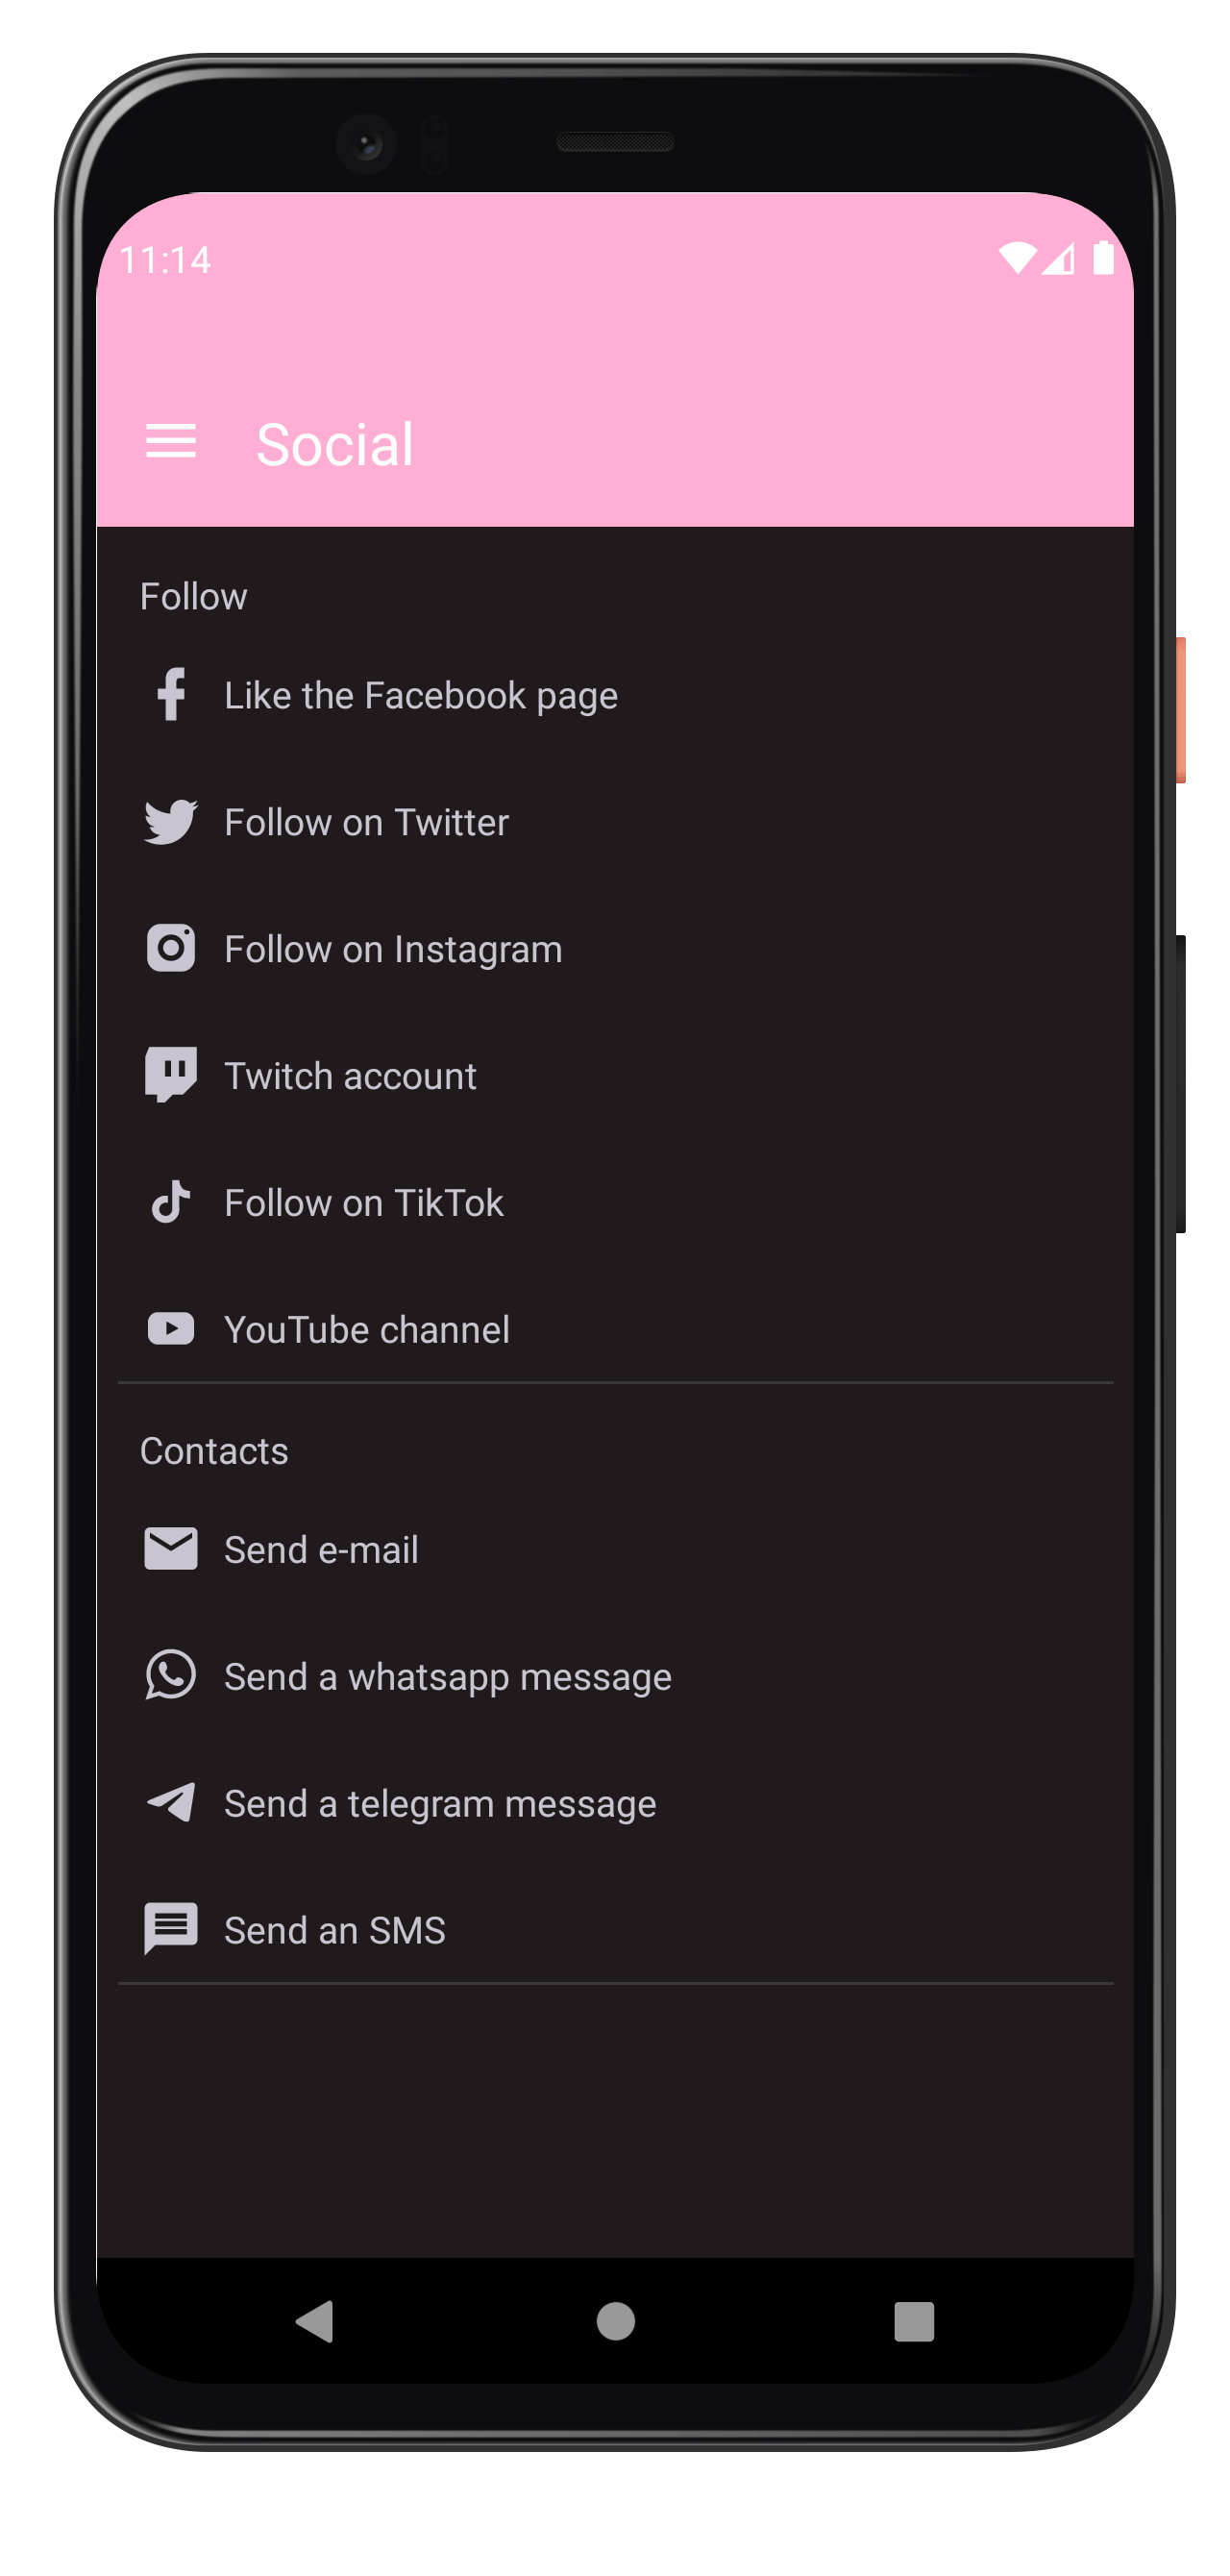 11:14
Social
Follow
Like the Facebook page
Follow on Twitter
Follow on Instagram
Twitch account
Follow on TikTok
YouTube channel
Contacts
Send e-mail
Send a whatsapp message
Send a telegram message
Send an SMS